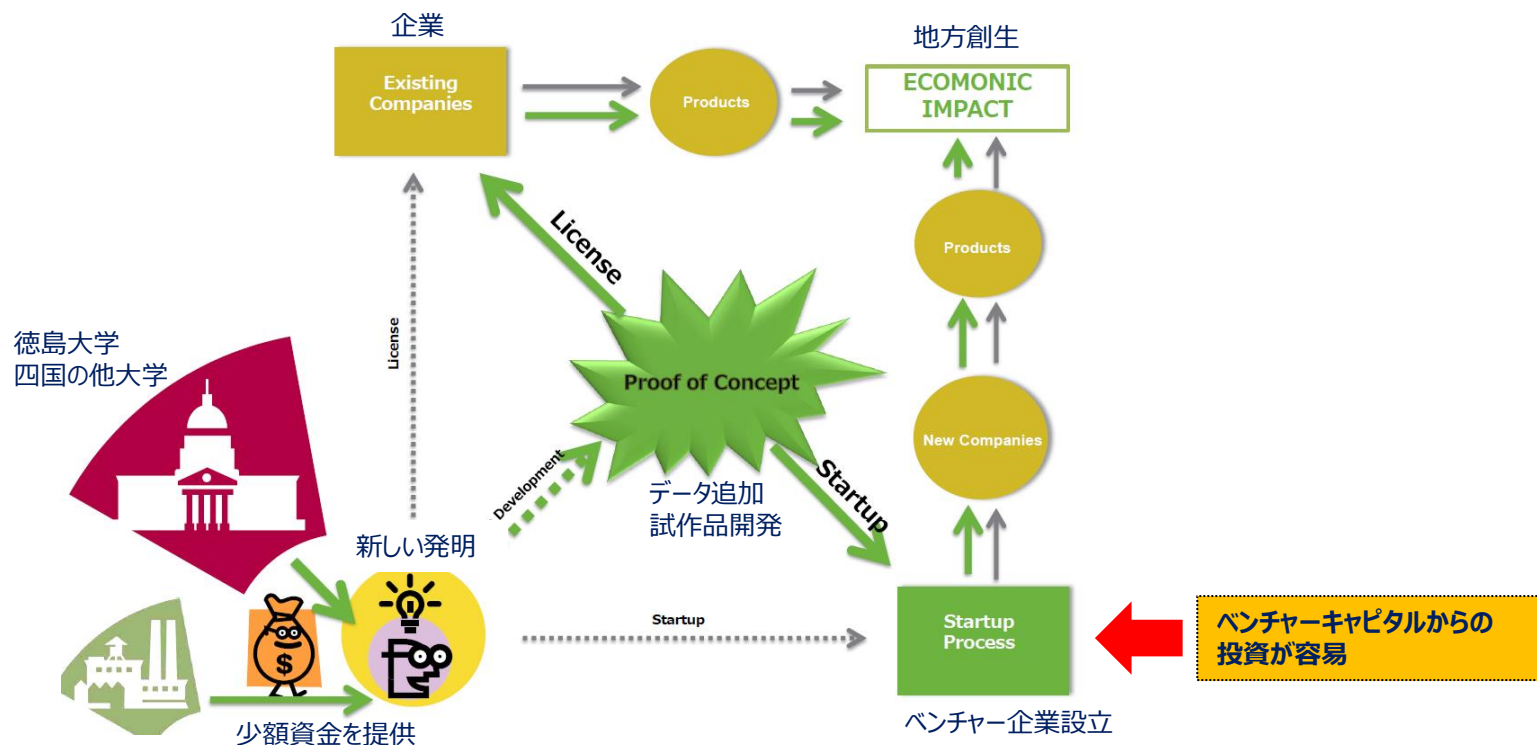 企業
Existing
Companies
Products
地方創生
ECOMONIC
IMPACT
License
License
Products
徳島大学
四国の他大学
Proof of Concept
New Companies
Development
データ追加
試作品開発
Startup
新しい発明
Startup
Startup
Process
ベンチャーキャピタルからの
投資が容易
$
少額資金を提供
ベンチャー企業設立